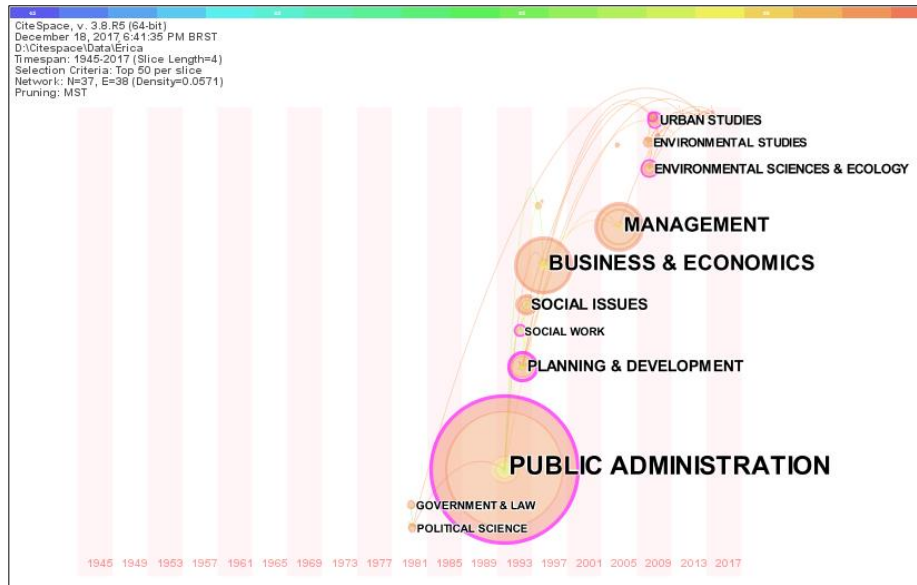 CiteSpace, v. 3.8.R5 (64-bit)
December 18, 2017 6:41:35 PM BRST
D:\Citespace\Data\Erica
Timespan: 1945-2017 (Slice Length=4)
Selection Criteria: Top 50 per slice
Network: N=37, E=38 (Density=0.0571)
Pruning: MST
URBAN STUDIES
ENVIRONMENTAL STUDIES
ENVIRONMENTAL SCIENCES & ECOLOGY
MANAGEMENT
BUSINESS & ECONOMICS
SOCIAL ISSUES
SOCIAL WORK
PLANNING & DEVELOPMENT
PUBLIC ADMINISTRATION
GOVERNMENT & LAW
POLITICAL SCIENCE
1945 1949 1953 1957 1961 1965 1969 1973 1977 1981 1985 1989 1993 1997 2001 2005 2009 2013 2017